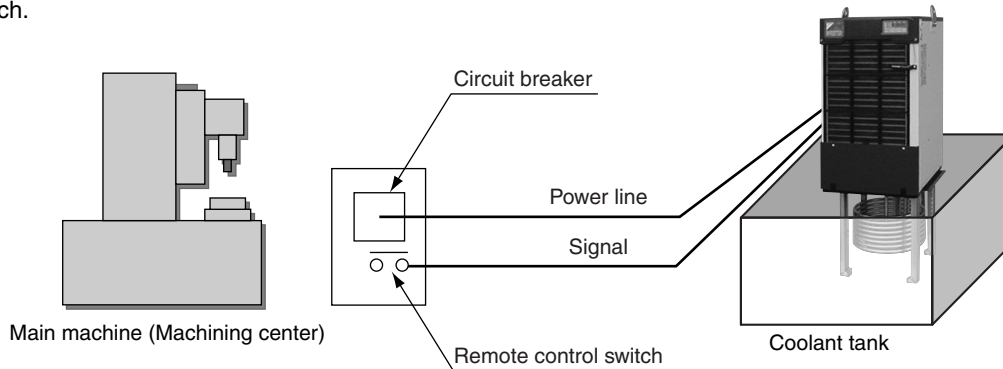 ch.
Circuit breaker
Power line
Signal
Main machine (Machining center)
Remote control switch
Coolant tank